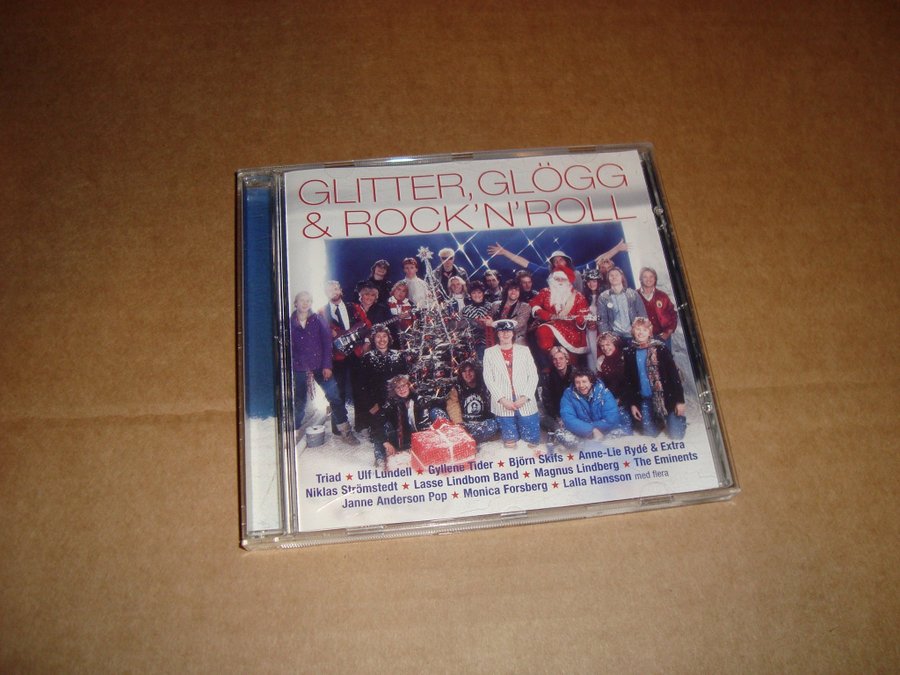 GLITTER, GLÖGG
& ROCK'N'ROLL
Triad ★ Ulf Lundell ★ Gyllene Tider ★ Björn Skifs ★ Anne-Lie Rydé & Extra
Niklas Strömstedt ★ Lasse Lindbom Band ★ Magnus Lindberg ★ The Eminents
Janne Anderson Pop ★ Monica Forsberg ★ Lalla Hansson med flera